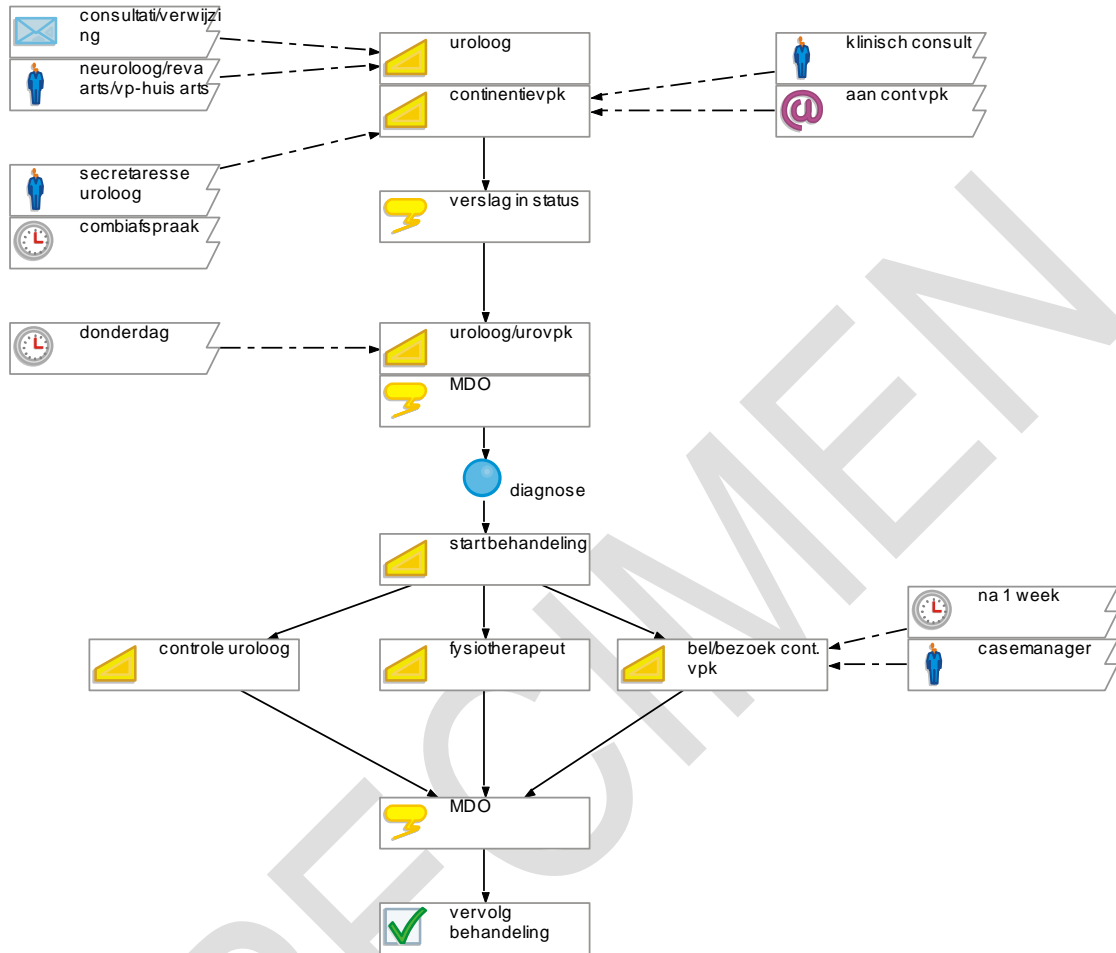 consultati/verwijzi
ng
neuroloog/reva
arts/vp-huis arts
uroloog
continentievpk
klinisch consult
aan cont vpk
secretaresse
uroloog
combiafspraak
verslag in status
donderdag
uroloog/urovpk
MDO
diagnose
start behandeling
controle uroloog
fysiotherapeut
bel/bezoek cont.
vpk
na 1 week
casemanager
MDO
vervolg
behandeling
SPECIMEN